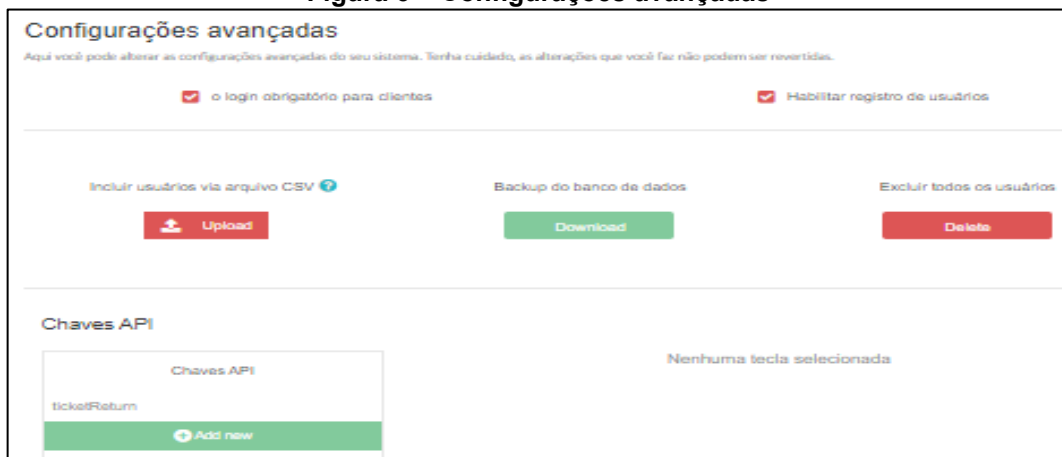 Configurações avançadas
Aqui você pode alterar as configurações avançadas do seu sistema. Tenha cuidado, as alterações que você faz não podem ser revertidas.
o login obrigatório para clientes
Habilitar registro de usuários
Incluir usuários via arquivo CSV ?
Backup do banco de dados
Excluir todos os usuários
Upload
Download
Delete
Chaves API
Nenhuma tecla selecionada
Chaves API
ticketReturn
Add new